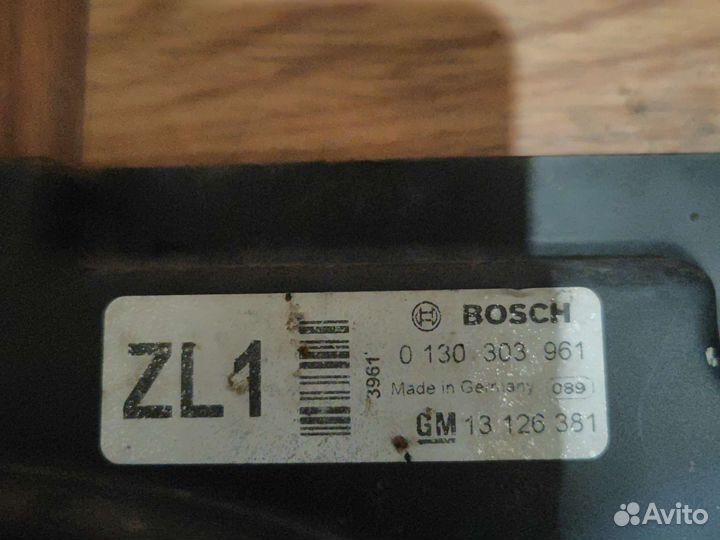 ZL1
3961
BOSCH
0 130 303 961
Made in Germany 089
GM 13 126 381
Avito